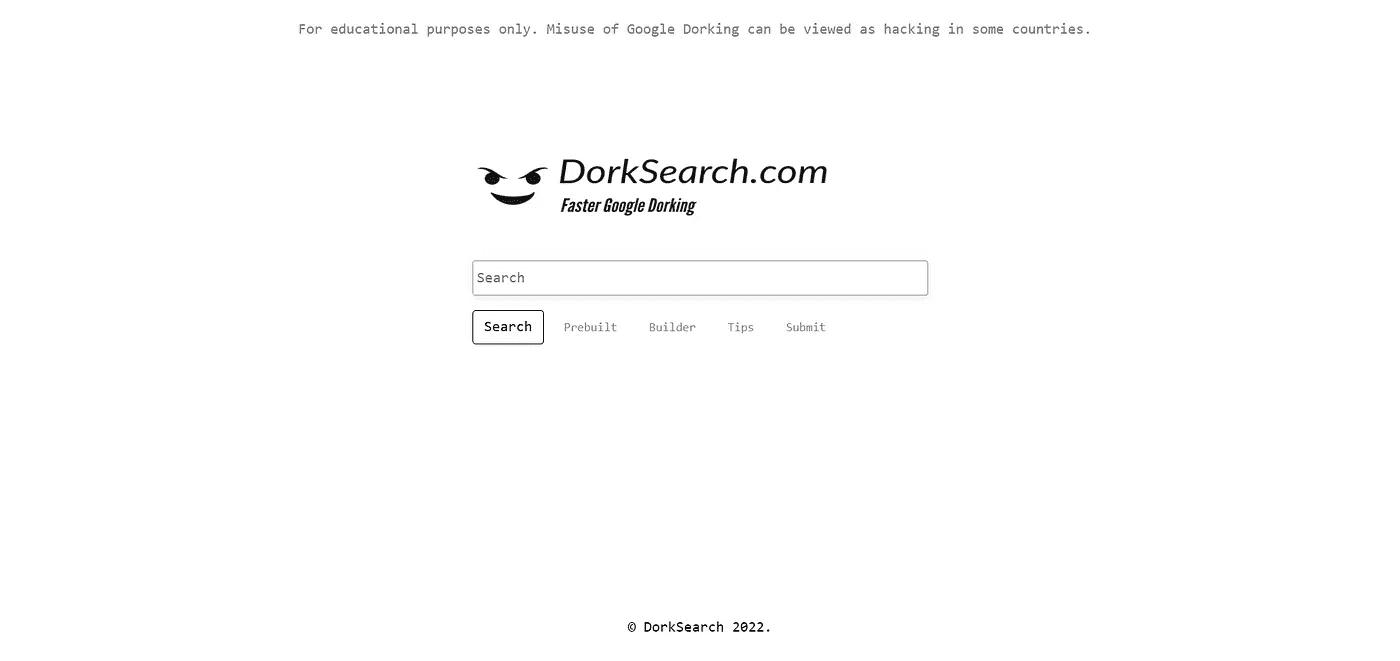 For educational purposes only. Misuse of Google Dorking can be viewed as hacking in some countries.
DorkSearch.com
Faster Google Dorking
Search
Search Prebuilt Builder Tips Submit
© DorkSearch 2022.